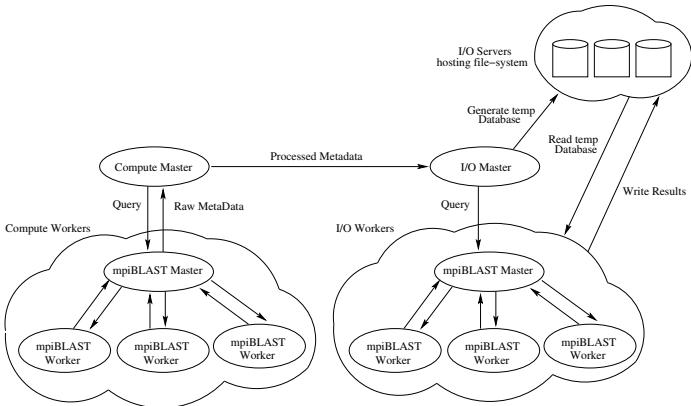 I/O Servers
hosting file−system
Generate temp
Database
Read temp
Database
Processed Metadata
Compute Master
I/O Master
Write Results
Query
Raw MetaData
Query
Compute Workers
I/O Workers
mpiBLAST Master
mpiBLAST Master
mpiBLAST
Worker
mpiBLAST
Worker
mpiBLAST
Worker
mpiBLAST
Worker
mpiBLAST
Worker
mpiBLAST
Worker